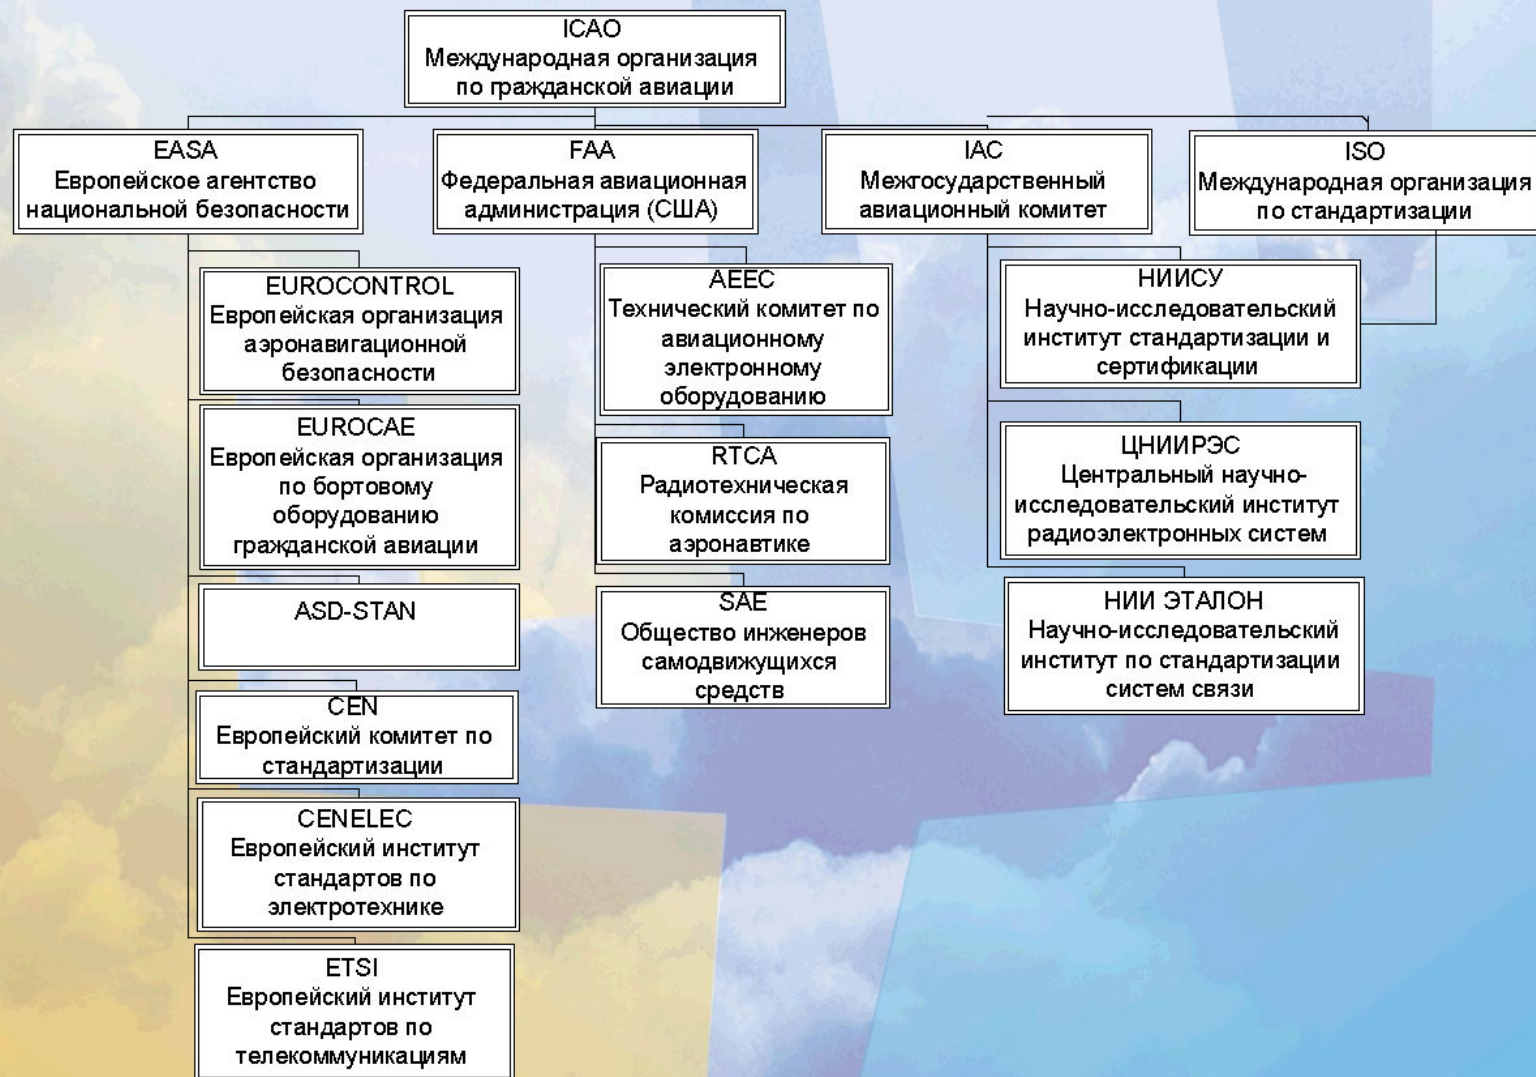 ICAO
Международная организация
по гражданской авиации
EASA
Европейское агентство
национальной безопасности
FAA
Федеральная авиационная
администрация (США)
IAC
Межгосударственный
авиационный комитет
ISO
Международная организация
по стандартизации
EUROCONTROL
Европейская организация
аэронавигационной
безопасности
EUROCAE
Европейская организация
по бортовому
оборудованию
гражданской авиации
ASD-STAN
CEN
Европейский комитет по
стандартизации
CENELEC
Европейский институт
стандартов по
электротехнике
ETSI
Европейский институт
стандартов по
телекоммуникациям
AEEC
Технический комитет по
авиационному
электронному
оборудованию
RTCA
Радиотехническая
комиссия по
аэронавтике
SAE
Общество инженеров
самодвижущихся
средств
НИИСУ
Научно-исследовательский
институт стандартизации и
сертификации
ЦНИИРЭС
Центральный научно-
исследовательский институт
радиоэлектронных систем
НИИ ЭТАЛОН
Научно-исследовательский
институт по стандартизации
систем связи